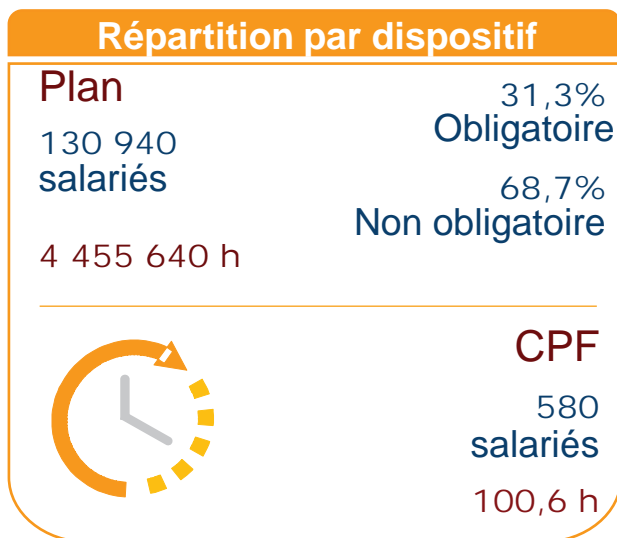 Répartition par dispositif
Plan
130 940
salariés
4 455 640 h
31,3%
Obligatoire
68,7%
Non obligatoire
CPF
580
salariés
100,6 h